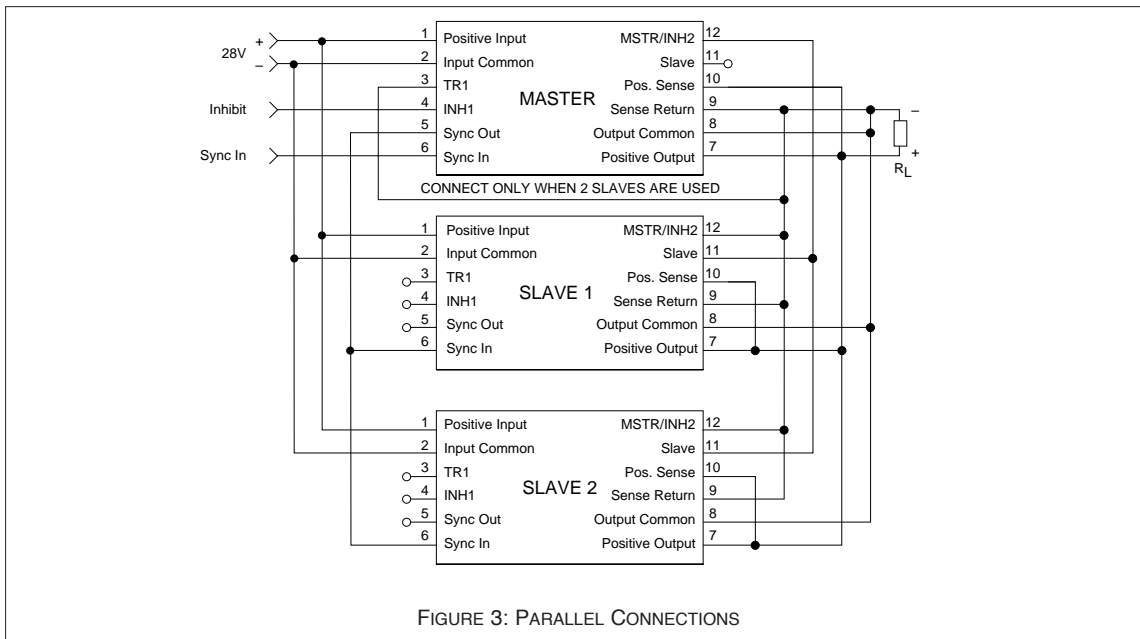 +
28V
–
Inhibit
Sync In
1 Positive Input MSTR/INH2 12
2 Input Common Slave 11
3 TR1 Pos. Sense 10
4 INH1 MASTER Sense Return 9
5 Sync Out Output Common 8
6 Sync In Positive Output 7
–
+
RL
CONNECT ONLY WHEN 2 SLAVES ARE USED
1 Positive Input MSTR/INH2 12
2 Input Common Slave 11
3 TR1 Pos. Sense 10
4 INH1 SLAVE 1 Sense Return 9
5 Sync Out Output Common 8
6 Sync In Positive Output 7
1 Positive Input MSTR/INH2 12
2 Input Common Slave 11
3 TR1 Pos. Sense 10
4 INH1 SLAVE 2 Sense Return 9
5 Sync Out Output Common 8
6 Sync In Positive Output 7
FIGURE 3: PARALLEL CONNECTIONS